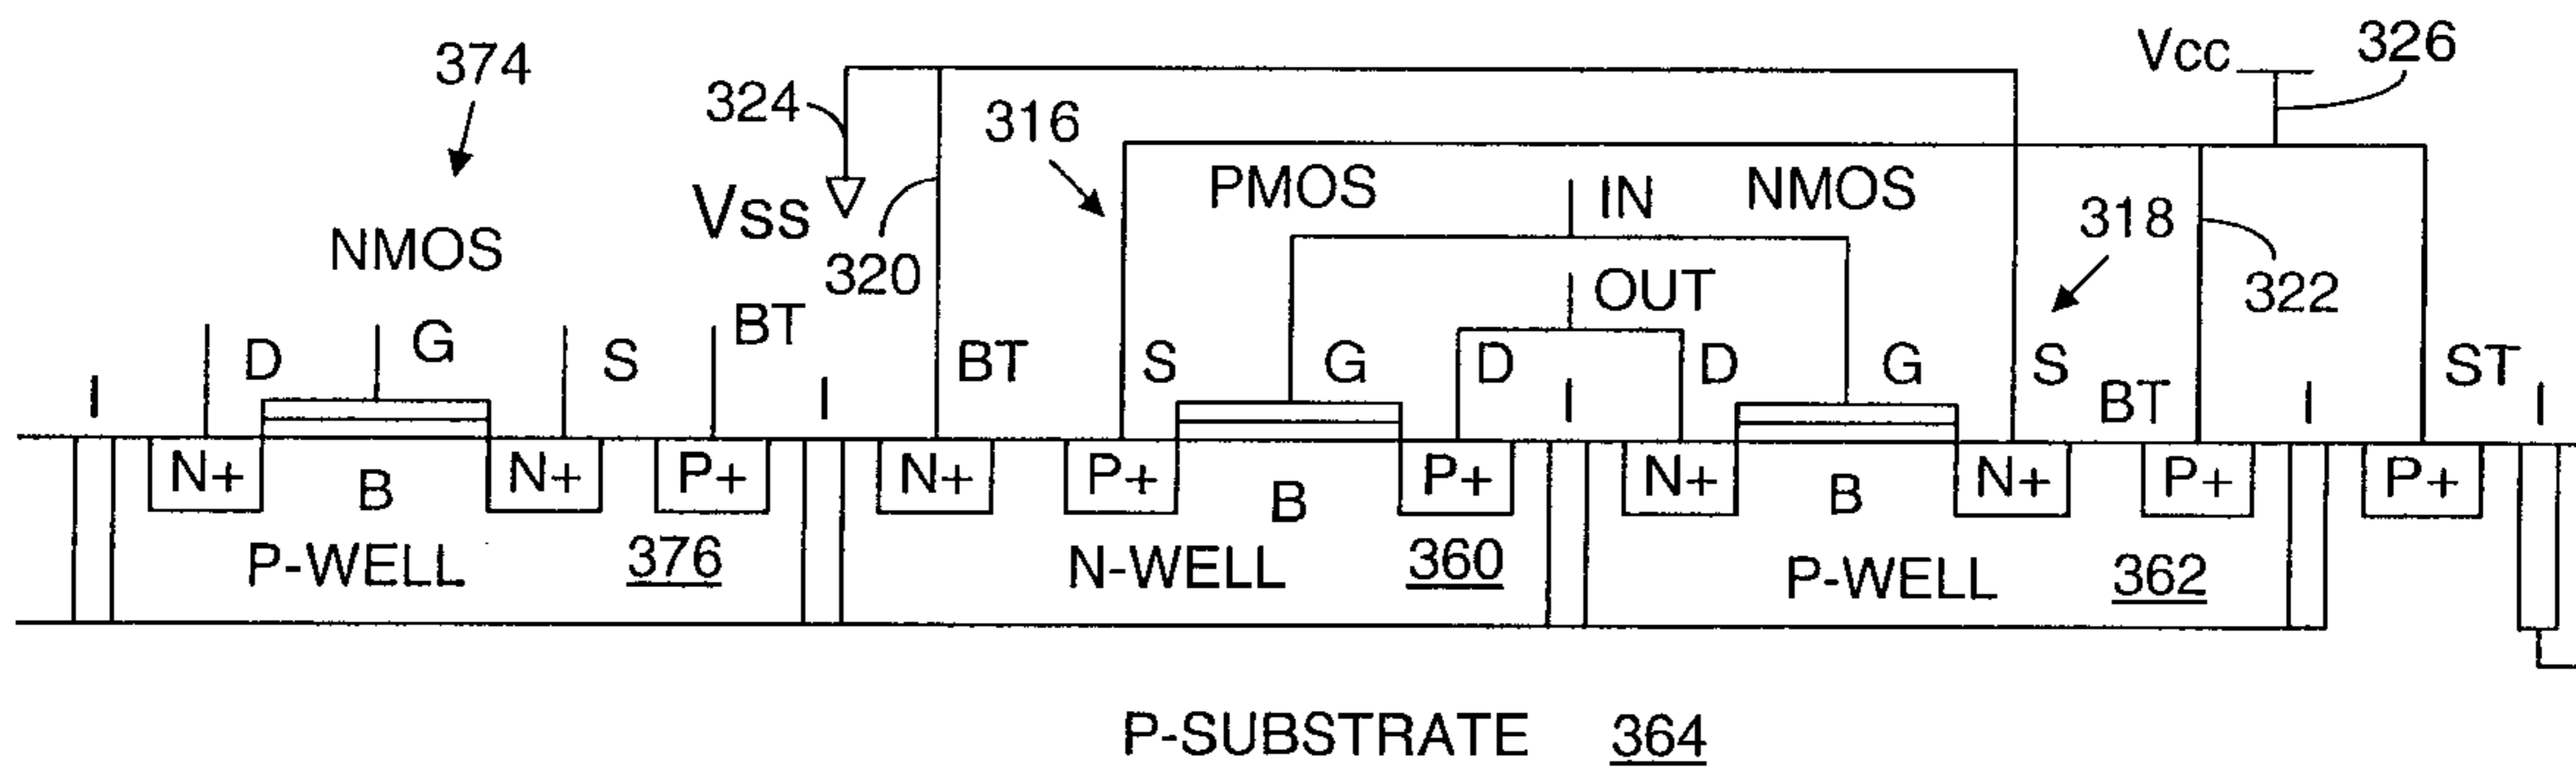 374
324
316
Vcc
326
Vss
PMOS
IN
NMOS
318
NMOS
320
OUT
322
I
D
G
S
BT
I
BT
S
G
D
I
D
G
S
BT
I
ST
I
N+
B
N+
P+
N+
P+
B
P+
N+
B
N+
P+
P+
P-WELL 376
N-WELL 360
P-WELL 362
P-SUBSTRATE 364